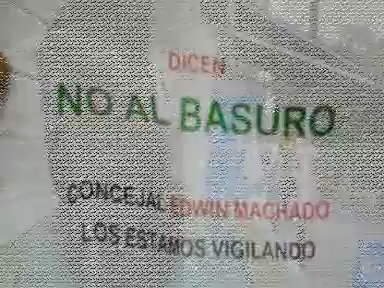 DICEN
NO AL BASURO
CONCEJAL EDWIN MACHADO
LOS ESTAMOS VIGILANDO